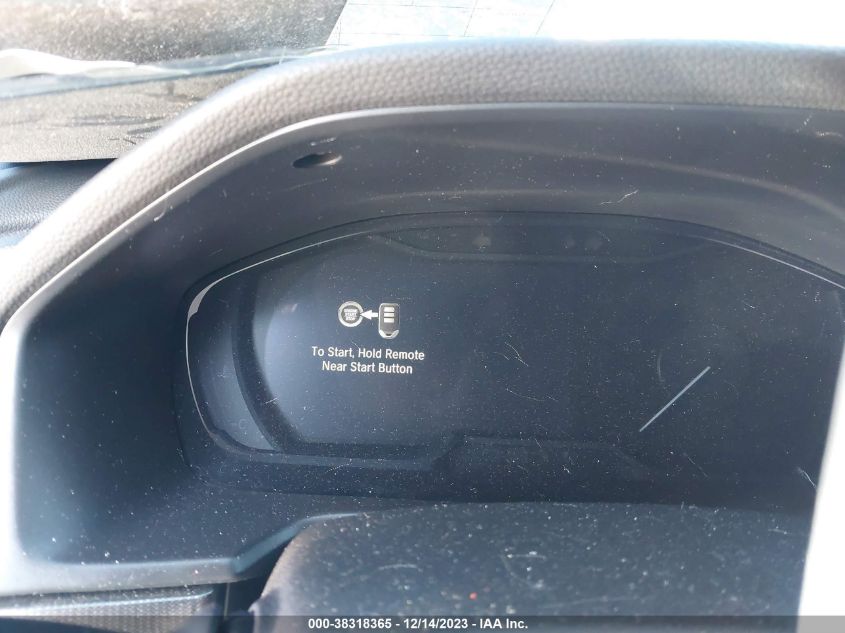 To Start, Hold Remote
Near Start Button
000-38318365 - 12/14/2023 - IAA Inc.